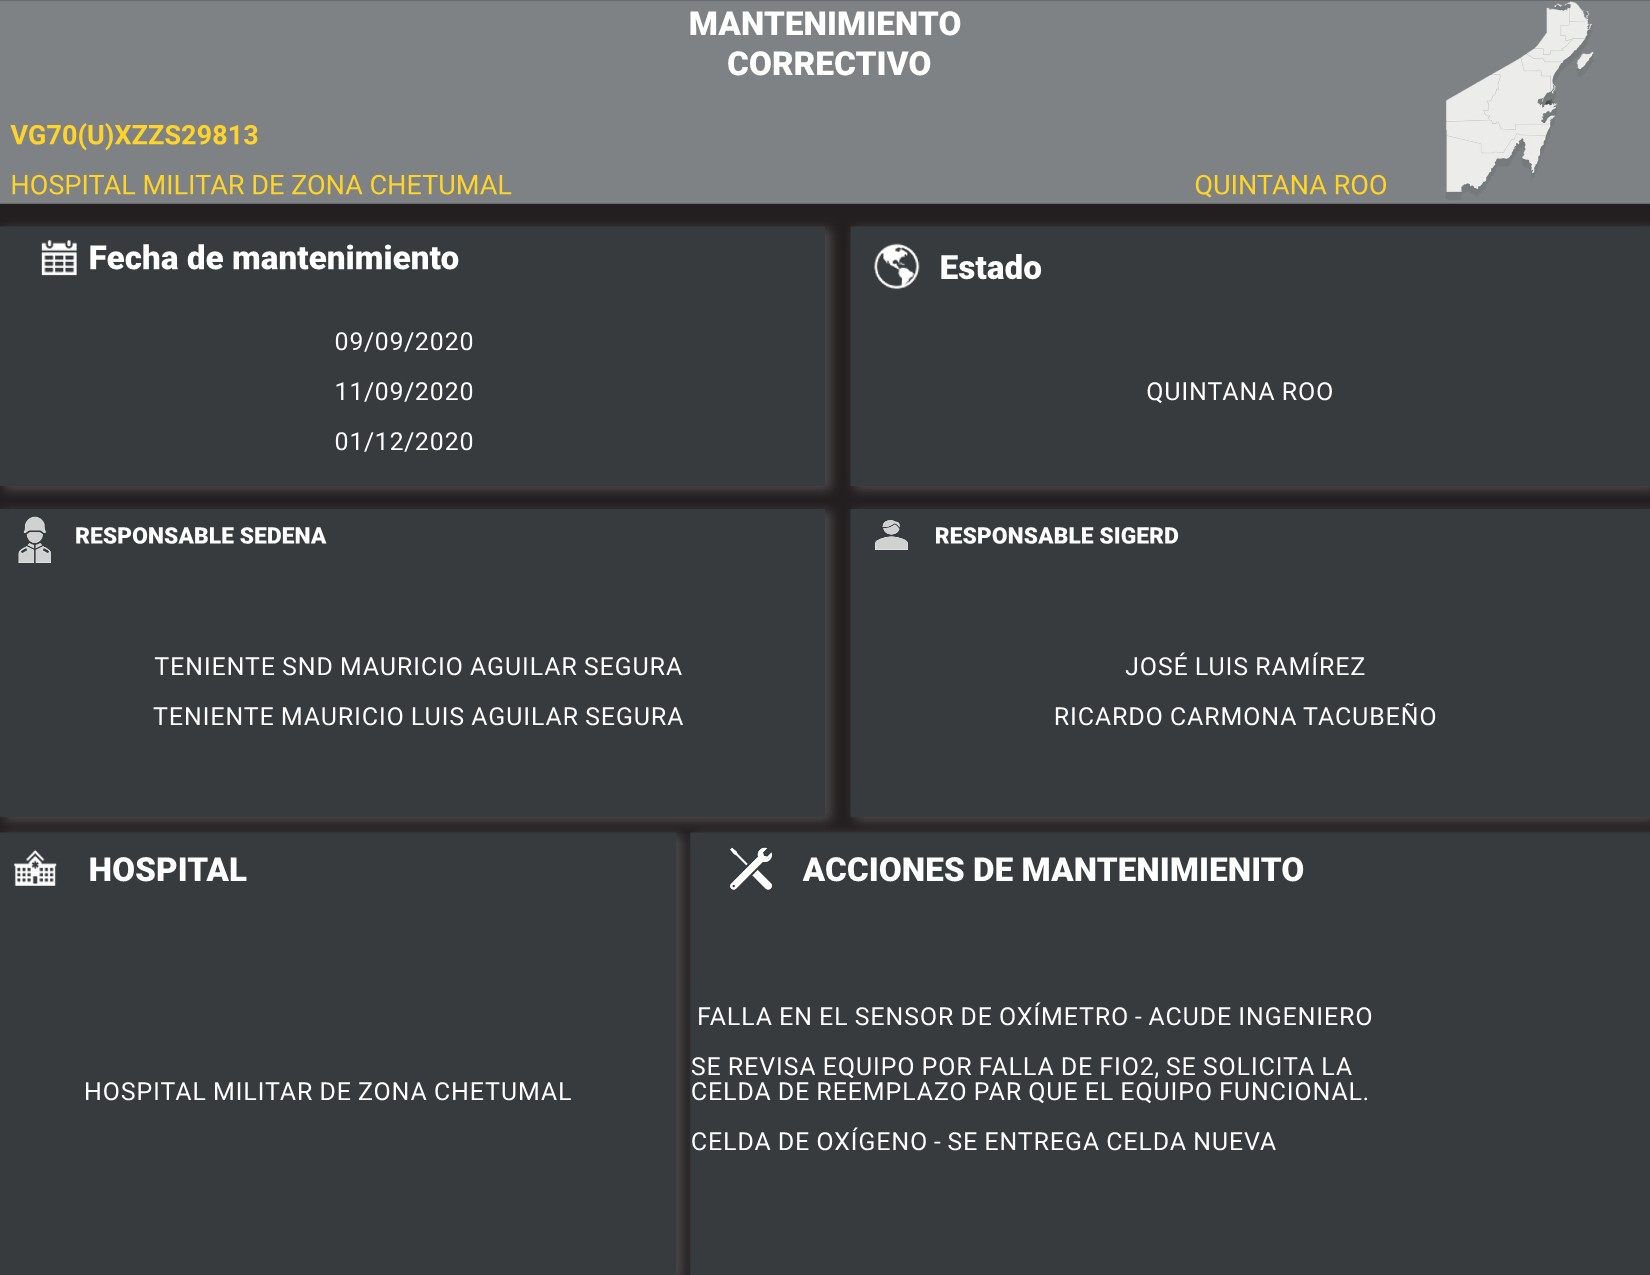 MANTENIMIENTO
CORRECTIVO
VG70(U)XZZS29813
HOSPITAL MILITAR DE ZONA CHETUMAL
QUINTANA ROO
Fecha de mantenimiento
09/09/2020
11/09/2020
01/12/2020
Estado
QUINTANA ROO
RESPONSABLE SEDENA
TENIENTE SND MAURICIO AGUILAR SEGURA
TENIENTE MAURICIO LUIS AGUILAR SEGURA
RESPONSABLE SIGERD
JOSÉ LUIS RAMÍREZ
RICARDO CARMONA TACUBEÑO
HOSPITAL
HOSPITAL MILITAR DE ZONA CHETUMAL
ACCIONES DE MANTENIMIENITO
FALLA EN EL SENSOR DE OXÍMETRO - ACUDE INGENIERO
SE REVISA EQUIPO POR FALLA DE FIO2, SE SOLICITA LA
CELDA DE REEMPLAZO PAR QUE EL EQUIPO FUNCIONAL.
CELDA DE OXÍGENO - SE ENTREGA CELDA NUEVA